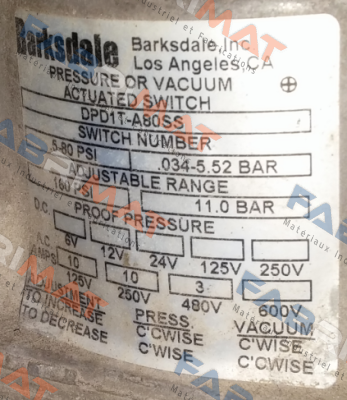 Barksdale Barksdale Inc
Los Angeles, CA
PRESSURE OR VACUUM
ACTUATED SWITCH
DPD1T-A80SS
SWITCH NUMBER
.5-80 PSI .034-5.52 BAR
ADJUSTABLE RANGE
160 PSI 11.0 BAR
PROOF PRESSURE
D.C.
6V 12V 24V 125V 250V
A.C. AMPS 10 10 3
125V 250V 480V 600V
ADJUSTMENT PRESS. VACUUM
TO INCREASE C'CWISE C'WISE
TO DECREASE C'WISE C'CWISE
FABRIMAT